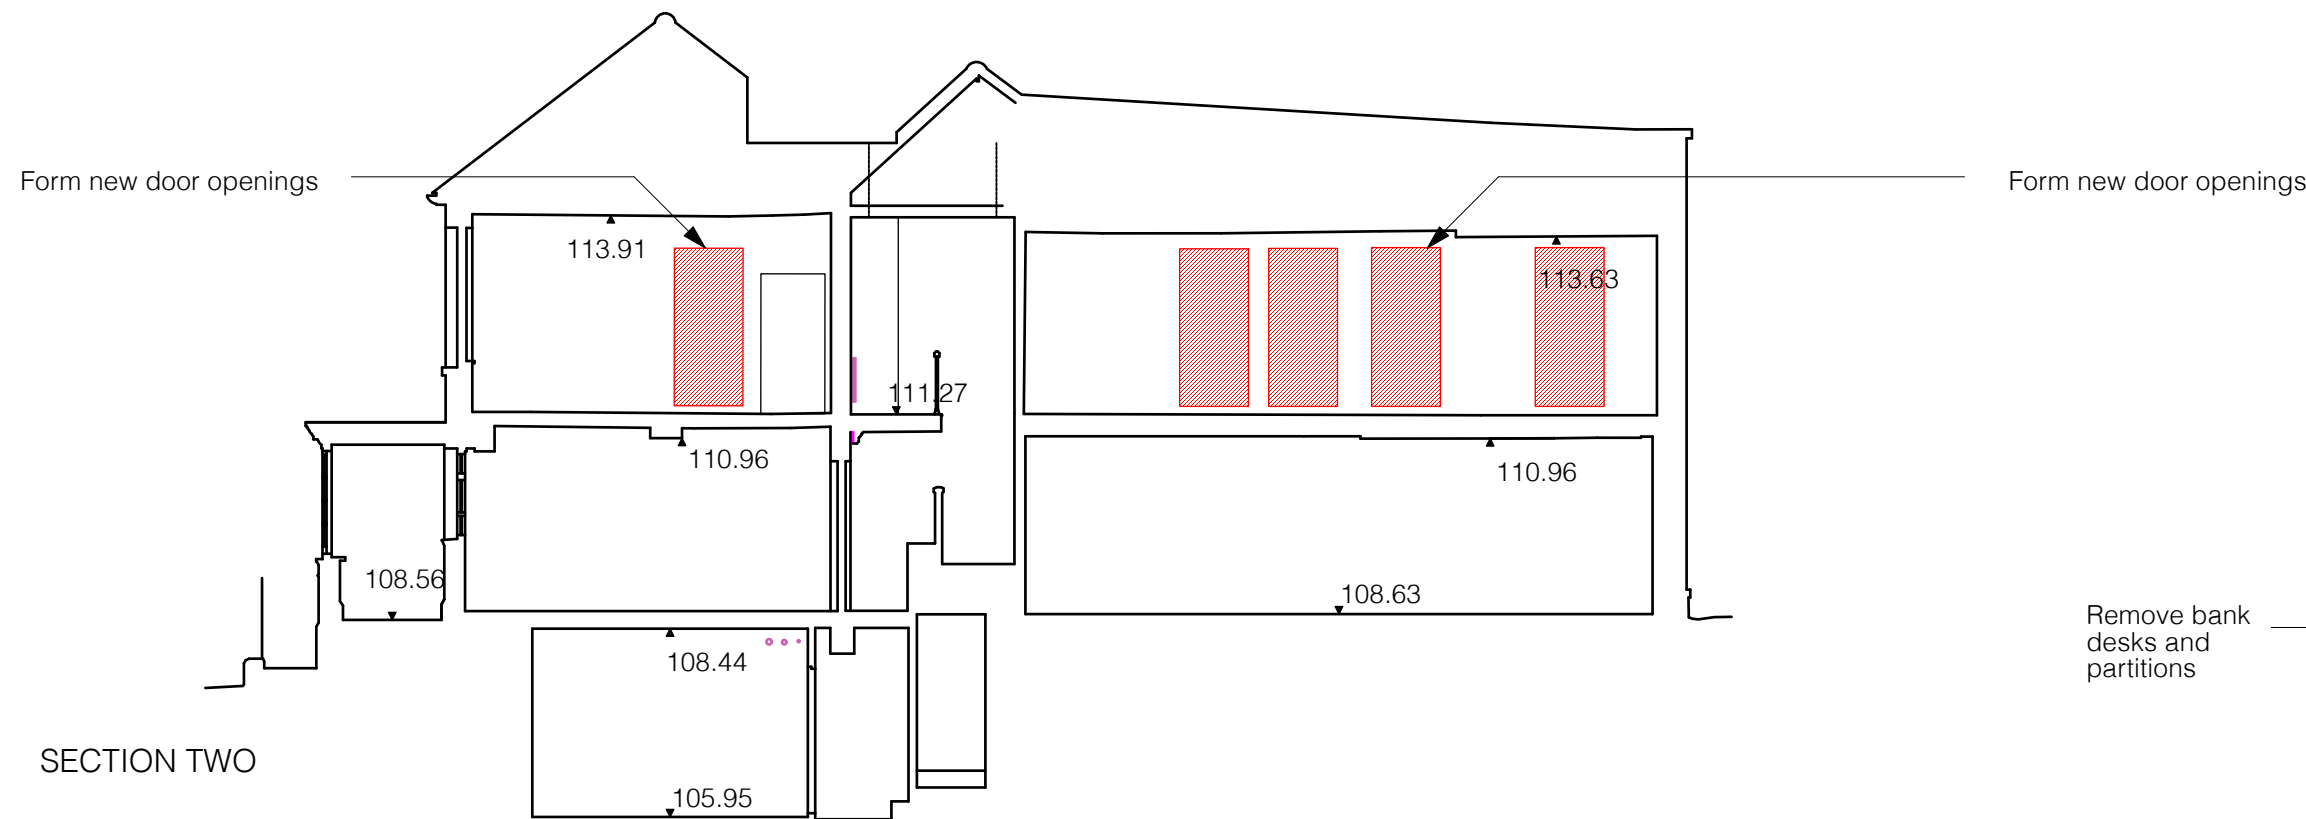 Form new door openings
Form new door openings
113.91
113.63
111.27
110.96
110.96
108.56
108.63
Remove bank
desks and
partitions
108.44
SECTION TWO
105.95